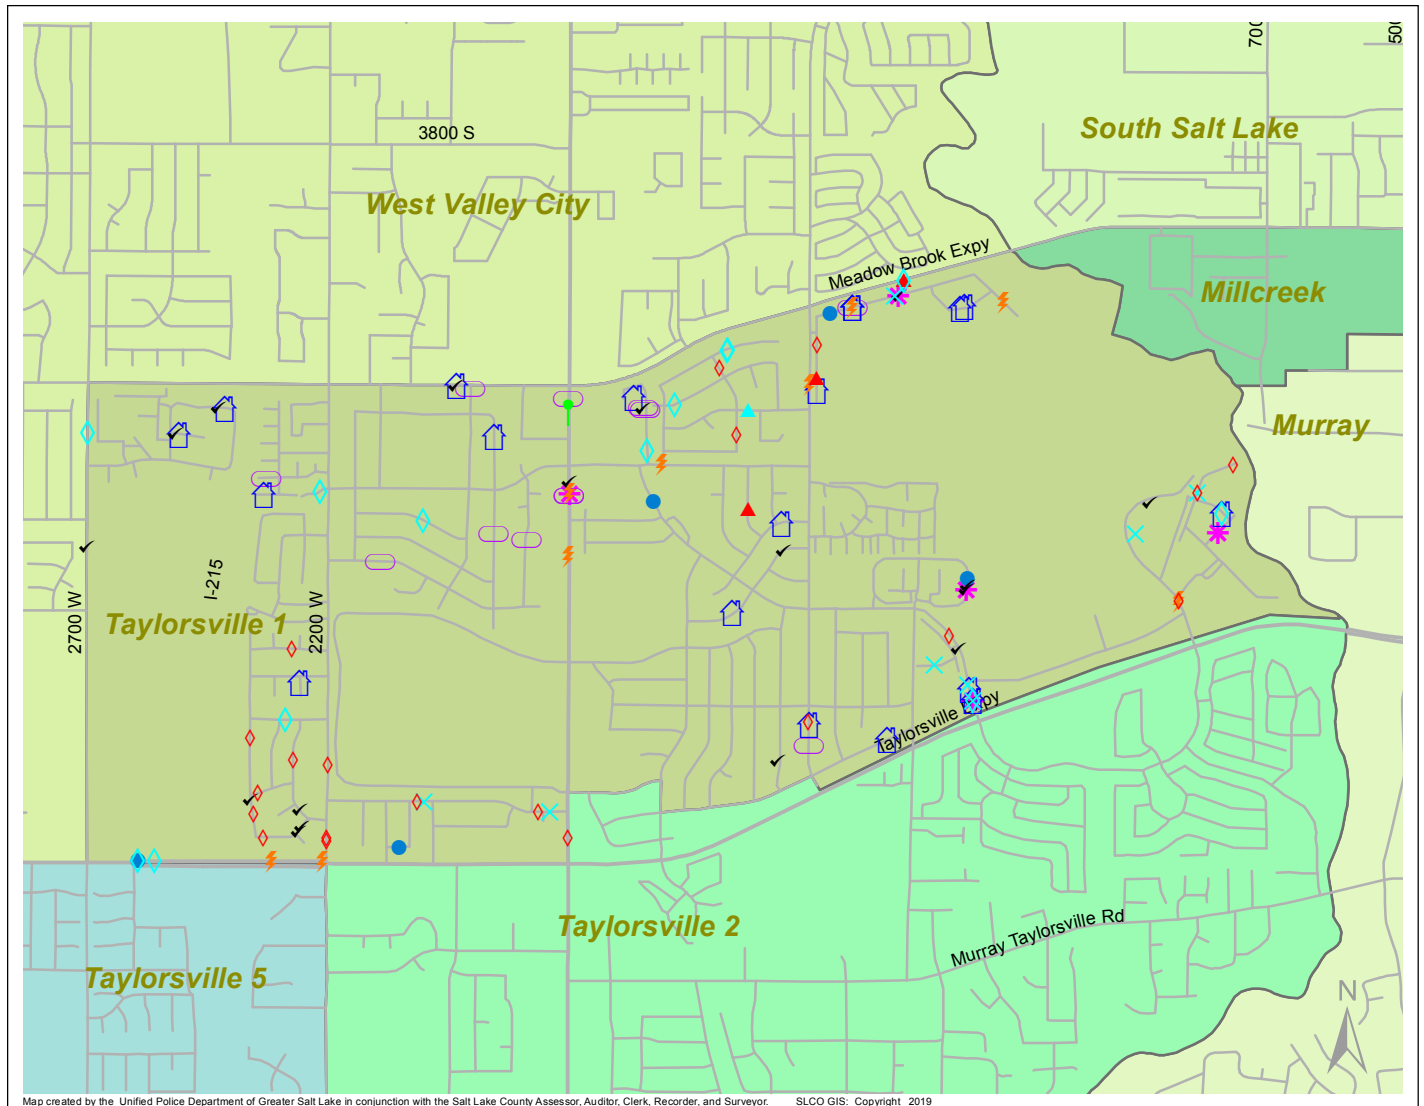 700
500
South Salt Lake
3800 S
West Valley City
Meadow Brook Expy
Millcreek
Murray
I-215
2700 W
2200 W
Taylorsville 1
Taylorsville Expy
Taylorsville 2
Murray Taylorsville Rd
Taylorsville 5
N
Map created by the Unified Police Department of Greater Salt Lake in conjunction with the Salt Lake County Assessor, Auditor, Clerk, Recorder, and Surveyor. SLCO GIS: Copyright 2019